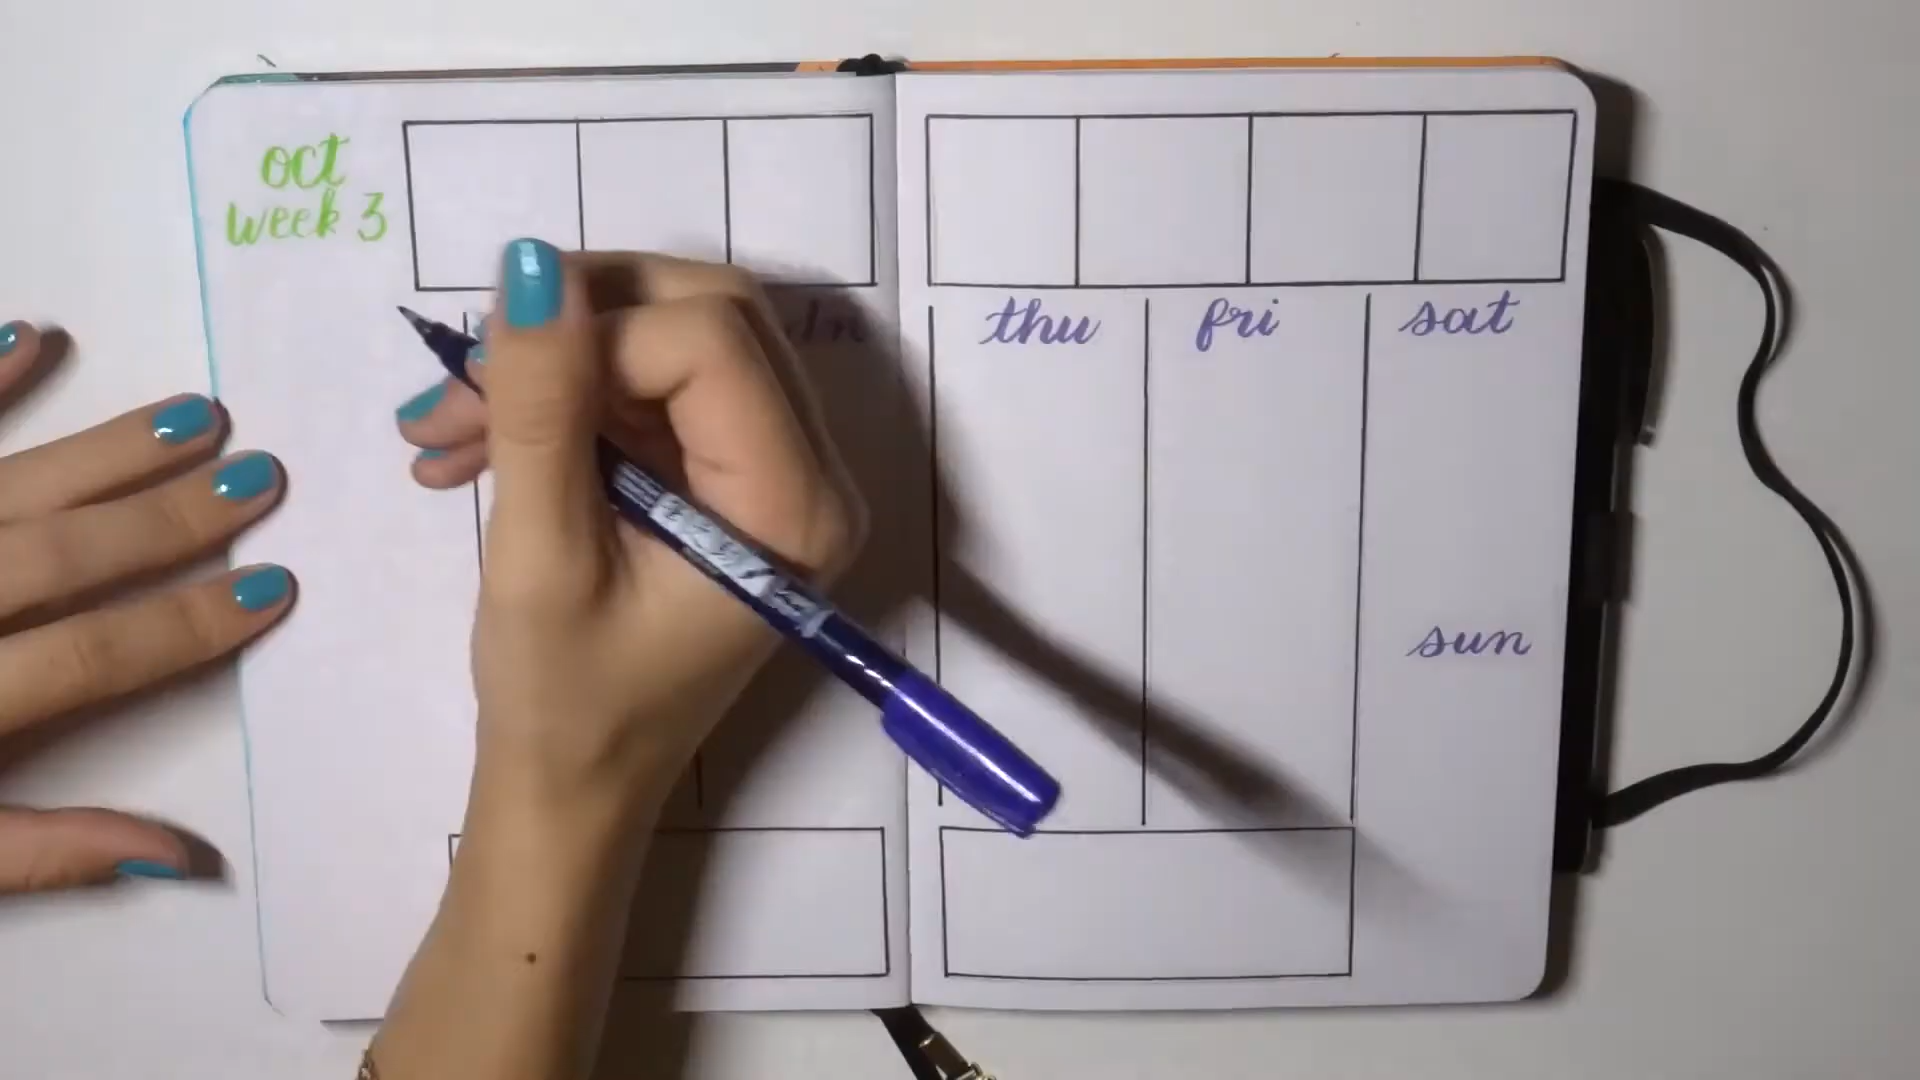 oct
week 3
thu
fri
sat
sun